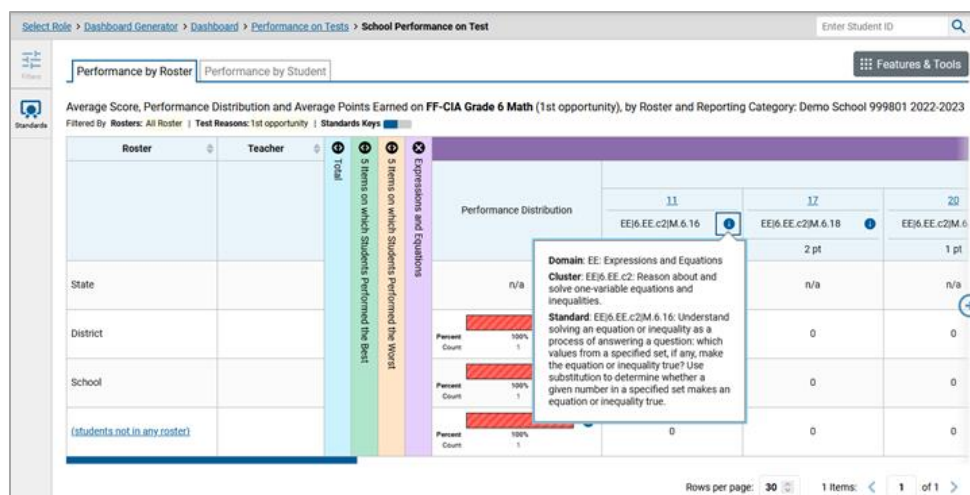 Select Role > Dashboard Generator > Dashboard > Performance on Tests > School Performance on Test
Enter Student ID
Filters
Standards
Performance by Roster
Performance by Student
Features & Tools
Average Score, Performance Distribution and Average Points Earned on FF-CIA Grade 6 Math (1st opportunity), by Roster and Reporting Category: Demo School 999801 2022-2023
Filtered By Rosters: All Roster | Test Reasons: 1st opportunity | Standards Keys
Roster
Teacher
Total
5 Items on which Students Performed the Best
5 Items on which Students Performed the Worst
Expressions and Equations
Performance Distribution
11
17
20
EE|6.EE.c2|M.6.16
EE|6.EE.c2|M.6.18
EE|6.EE.c2|M.6
2 pt
1 pt
State
n/a
n/a
n/a
District
Percent 100%
Count 1
0
0
School
Percent 100%
Count 1
0
0
(students not in any roster)
Percent 100%
Count 1
0
0
0
Domain: EE: Expressions and Equations
Cluster: EE|6.EE.c2: Reason about and
solve one-variable equations and
inequalities.
Standard: EE|6.EE.c2|M.6.16: Understand
solving an equation or inequality as a
process of answering a question: which
values from a specified set, if any, make
the equation or inequality true? Use
substitution to determine whether a
given number in a specified set makes an
equation or inequality true.
Rows per page: 30
1 Items: < 1 of 1 >